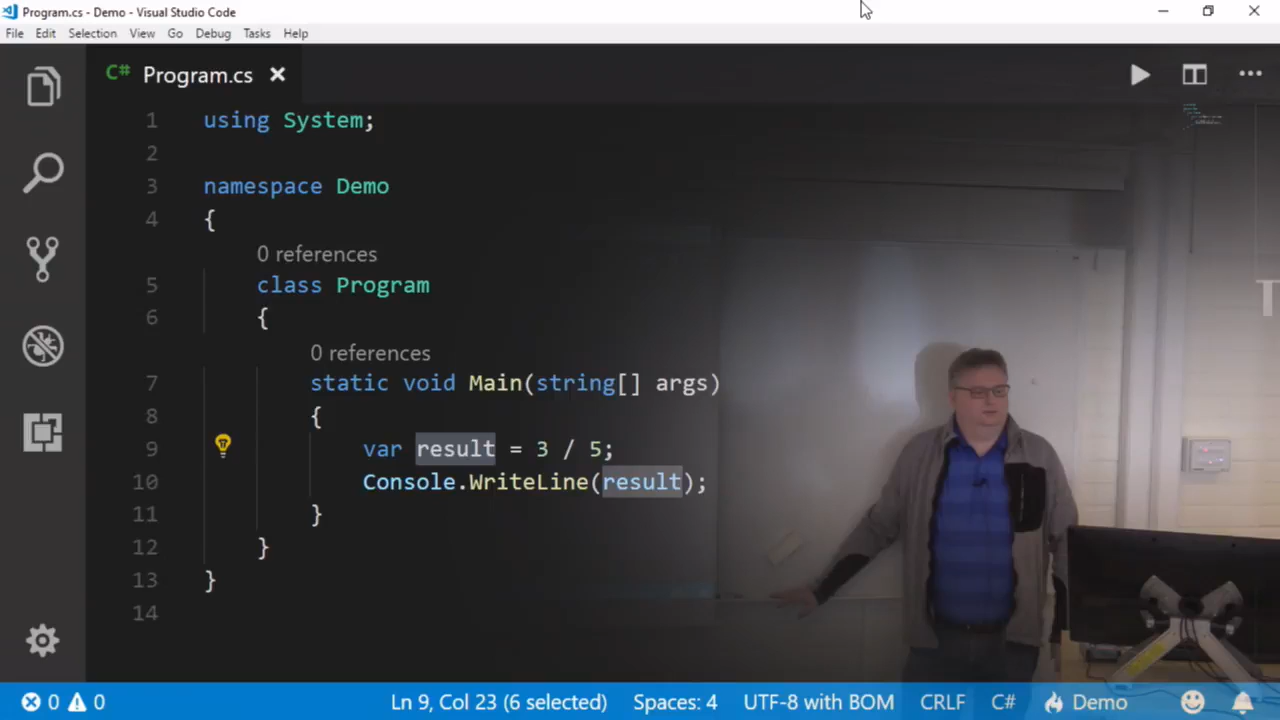 Program.cs - Demo - Visual Studio Code
File Edit Selection View Go Debug Tasks Help
C# Program.cs
1 using System;
2
3 namespace Demo
4 {
0 references
5 class Program
6 {
0 references
7 static void Main(string[] args)
8 {
9 var result = 3 / 5;
10 Console.WriteLine(result);
11 }
12 }
13 }
14
T
0 0 Ln 9, Col 23 (6 selected) Spaces: 4 UTF-8 with BOM CRLF C# Demo